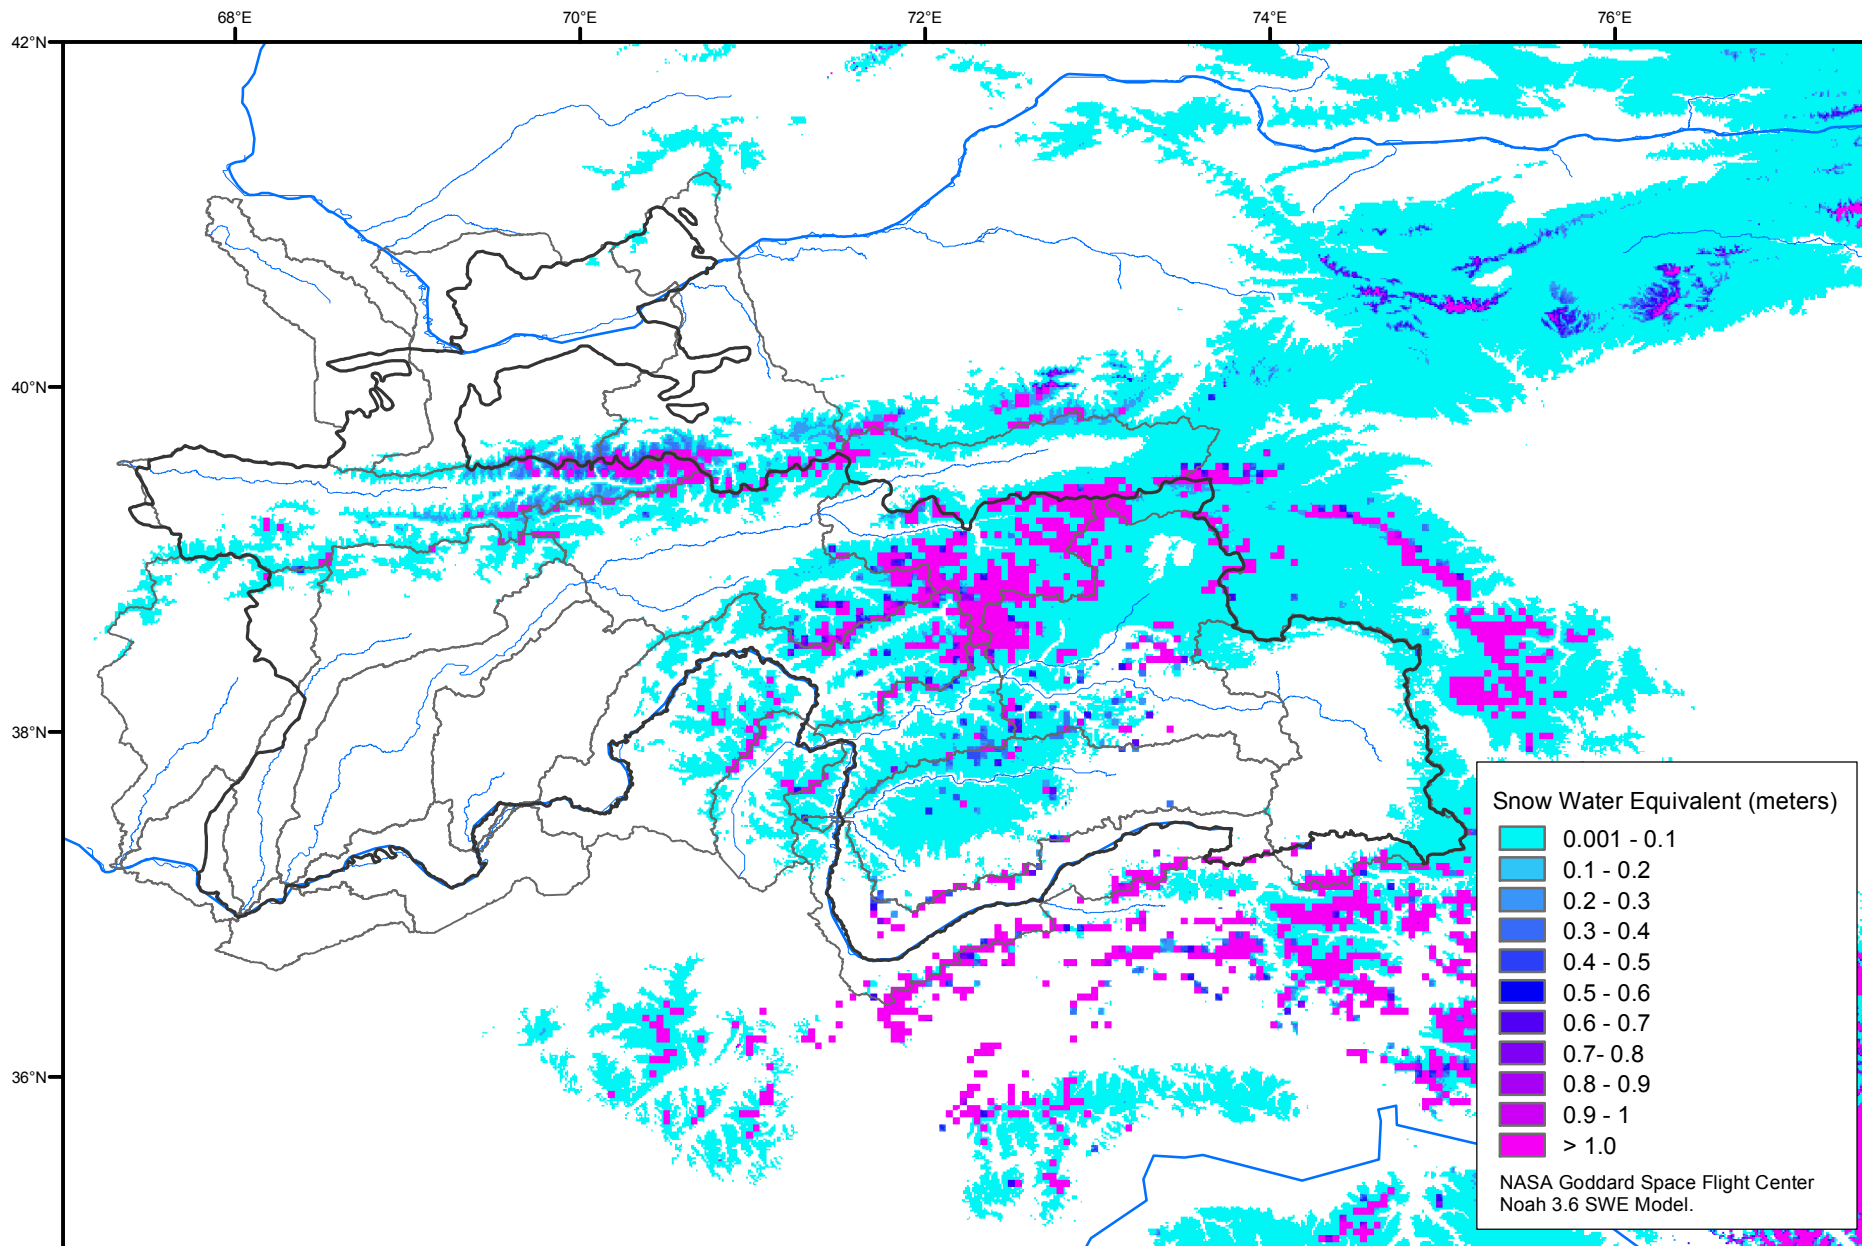 68°E
70°E
72°E
74°E
76°E
42°N
40°N
38°N
36°N
Snow Water Equivalent (meters)
0.001 - 0.1
0.1 - 0.2
0.2 - 0.3
0.3 - 0.4
0.4 - 0.5
0.5 - 0.6
0.6 - 0.7
0.7- 0.8
0.8 - 0.9
0.9 - 1
> 1.0
NASA Goddard Space Flight Center
Noah 3.6 SWE Model.